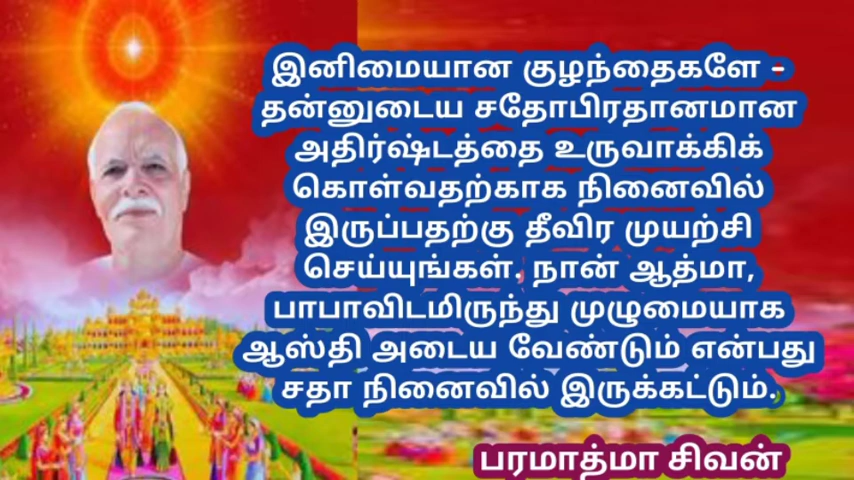 இனிமையான குழந்தைகளே -
தன்னுடைய சதோபிரதானமான
அதிர்ஷ்டத்தை உருவாக்கிக்
கொள்வதற்காக நினைவில்
இருப்பதற்கு தீவிர முயற்சி
செய்யுங்கள். நான் ஆத்மா,
பாபாவிடமிருந்து முழுமையாக
ஆஸ்தி அடைய வேண்டும் என்பது
சதா நினைவில் இருக்கட்டும்.
பரமாத்மா சிவன்